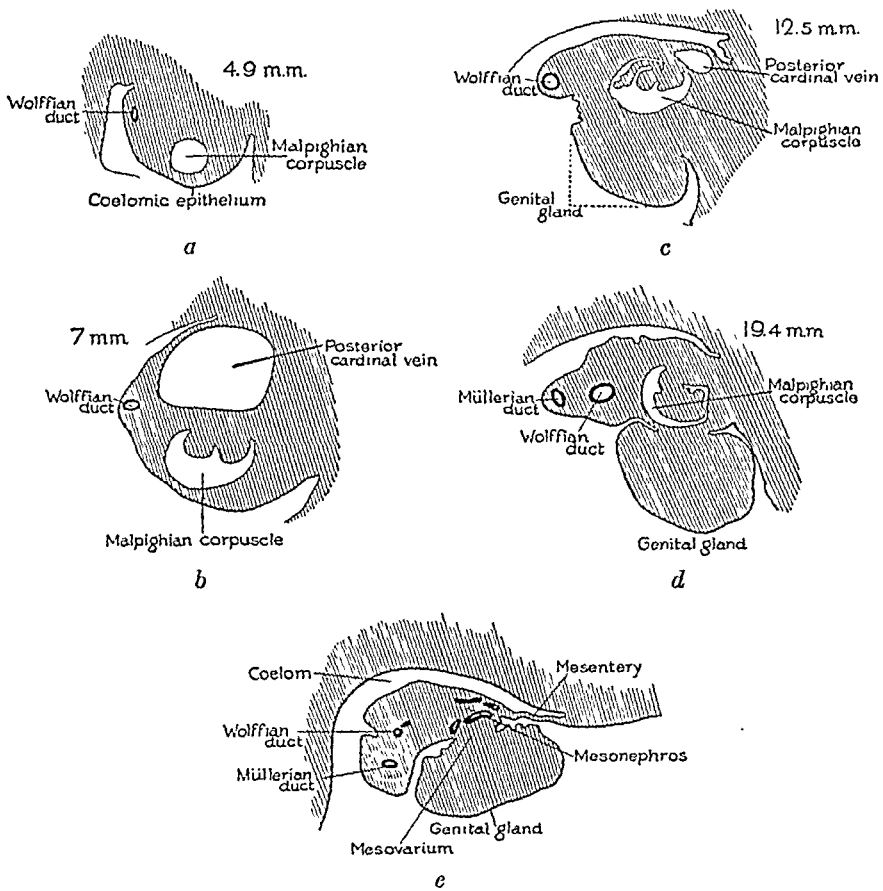 4.9 m.m.
Wolffian
duct
Malpighian
corpuscle
Coelomic epithelium
a
12.5 m.m.
Wolffian
duct
Posterior
cardinal vein
Malpighian
corpuscle
Genital
gland
c
7 mm.
Posterior
cardinal vein
Wolffian
duct
Malpighian corpuscle
b
19.4 m.m
Müllerian
duct
Malpighian
corpuscle
Wolffian
duct
Genital gland
d
Coelom
Mesentery
Wolffian
duct
Mesonephros
Müllerian
duct
Genital gland
Mesovarium
e